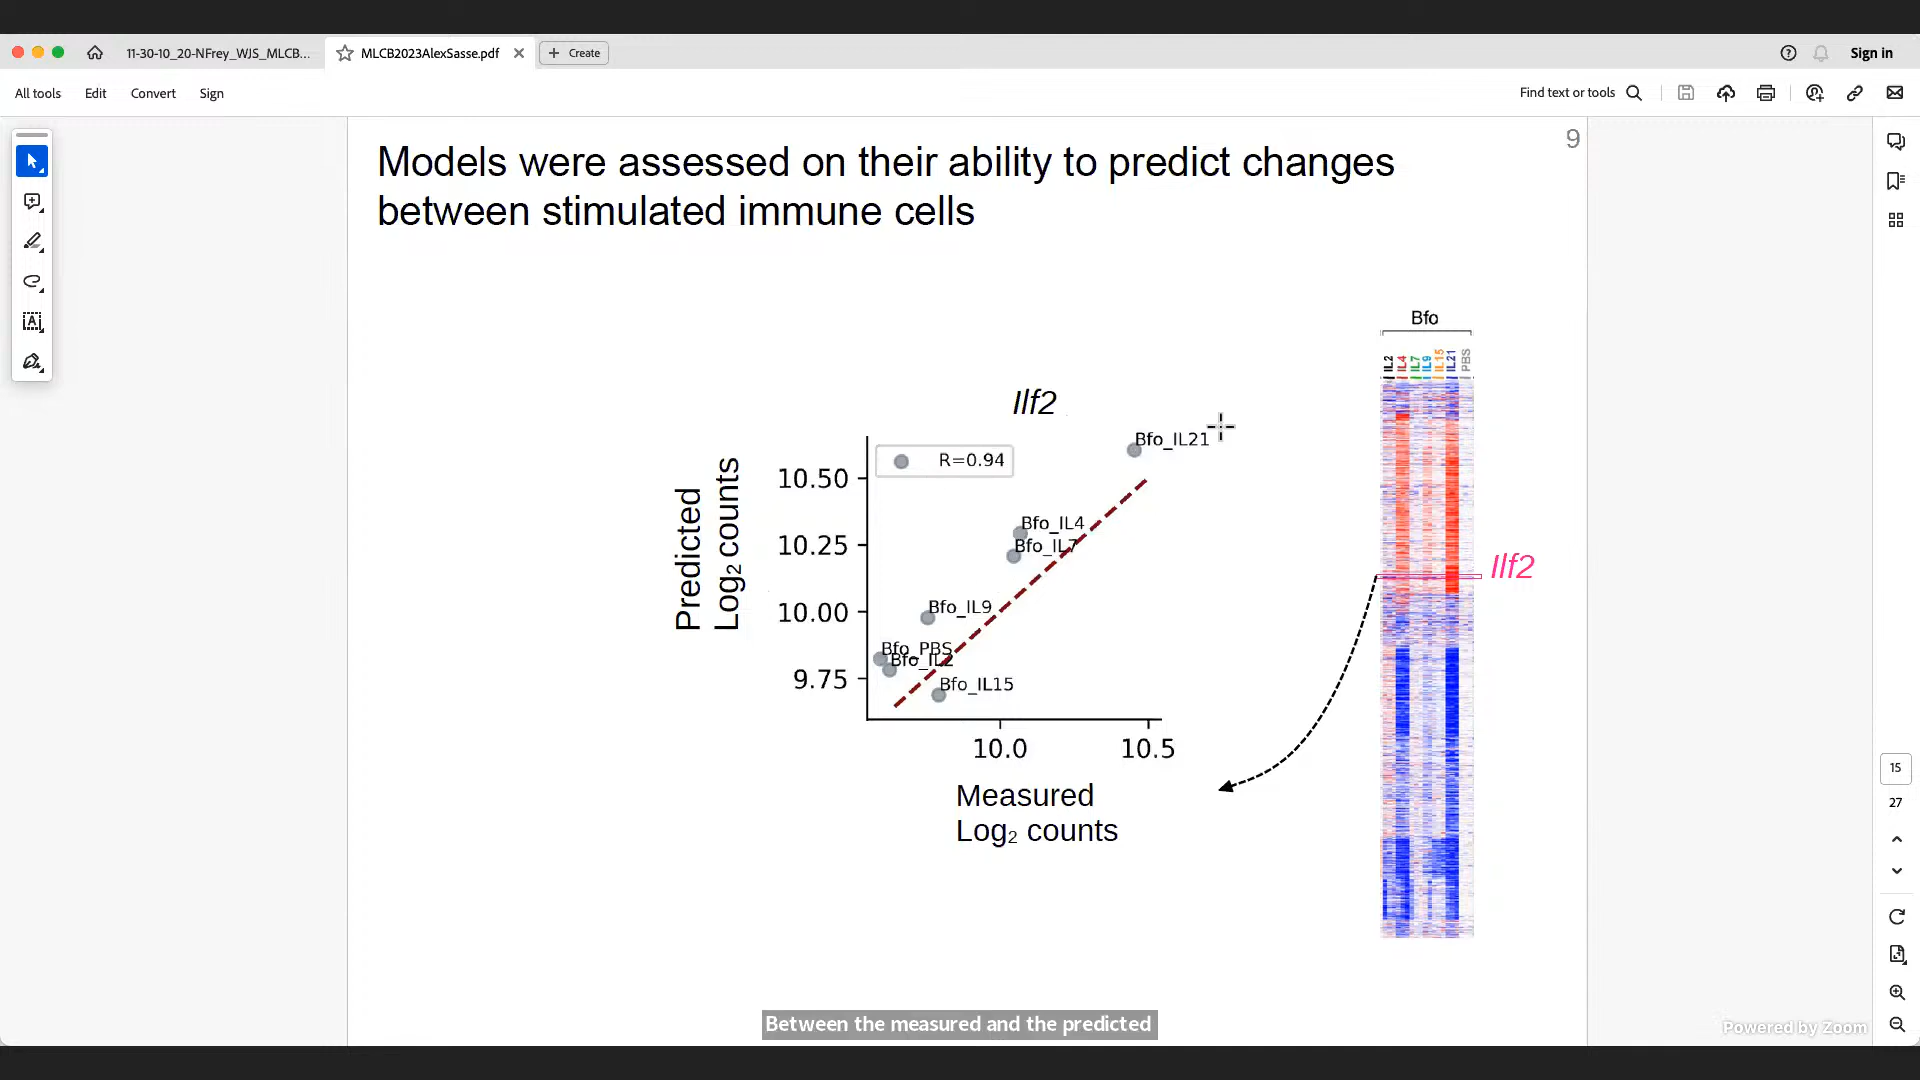 11-30-10_20-NFrey_WJS_MLCB...
MLCB2023AlexSasse.pdf
Create
Sign in
All tools
Edit
Convert
Sign
Find text or tools
9
Models were assessed on their ability to predict changes
between stimulated immune cells
Bfo
IL2
IL4
IL7
IL9
IL15
IL21
PBS
Ilf2
Bfo_IL21
R=0.94
10.50
Bfo_IL4
10.25
Bfo_IL7
Ilf2
10.00
Bfo_IL9
Bfo_PBS
Bfo_IL2
9.75
Bfo_IL15
Predicted
Log₂ counts
10.0
10.5
Measured
Log₂ counts
15
27
Between the measured and the predicted
Powered by Zoom